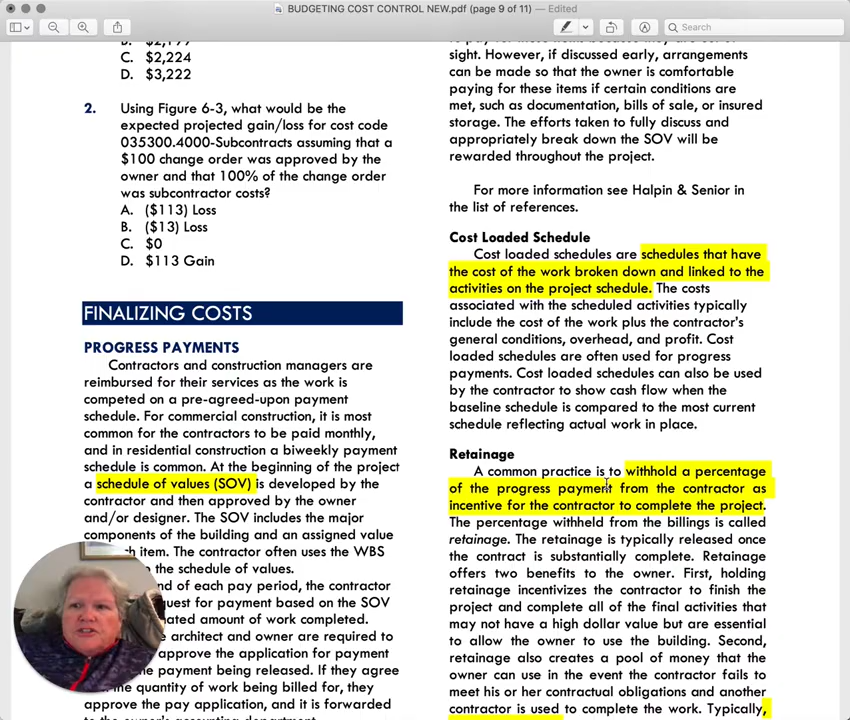 BUDGETING COST CONTROL NEW.pdf (page 9 of 11) — Edited
Search
C. $2,224
D. $3,222
2. Using Figure 6-3, what would be the
expected projected gain/loss for cost code
035300.4000-Subcontracts assuming that a
$100 change order was approved by the
owner and that 100% of the change order
was subcontractor costs?
A. ($113) Loss
B. ($13) Loss
C. $0
D. $113 Gain
FINALIZING COSTS
PROGRESS PAYMENTS
Contractors and construction managers are
reimbursed for their services as the work is
competed on a pre-agreed-upon payment
schedule. For commercial construction, it is most
common for the contractors to be paid monthly,
and in residential construction a biweekly payment
schedule is common. At the beginning of the project
a schedule of values (SOV) is developed by the
contractor and then approved by the owner
and/or designer. The SOV includes the major
components of the building and an assigned value
item. The contractor often uses the WBS
the schedule of values.
of each pay period, the contractor
for payment based on the SOV
amount of work completed.
architect and owner are required to
approve the application for payment
payment being released. If they agree
quantity of work being billed for, they
approve the pay application, and it is forwarded
to the owner's accounting department.
sight. However, if discussed early, arrangements
can be made so that the owner is comfortable
paying for these items if certain conditions are
met, such as documentation, bills of sale, or insured
storage. The efforts taken to fully discuss and
appropriately break down the SOV will be
rewarded throughout the project.
For more information see Halpin & Senior in
the list of references.
Cost Loaded Schedule
Cost loaded schedules are schedules that have
the cost of the work broken down and linked to the
activities on the project schedule. The costs
associated with the scheduled activities typically
include the cost of the work plus the contractor's
general conditions, overhead, and profit. Cost
loaded schedules are often used for progress
payments. Cost loaded schedules can also be used
by the contractor to show cash flow when the
baseline schedule is compared to the most current
schedule reflecting actual work in place.
Retainage
A common practice is to withhold a percentage
of the progress payment from the contractor as
incentive for the contractor to complete the project.
The percentage withheld from the billings is called
retainage. The retainage is typically released once
the contract is substantially complete. Retainage
offers two benefits to the owner. First, holding
retainage incentivizes the contractor to finish the
project and complete all of the final activities that
may not have a high dollar value but are essential
to allow the owner to use the building. Second,
retainage also creates a pool of money that the
owner can use in the event the contractor fails to
meet his or her contractual obligations and another
contractor is used to complete the work. Typically,